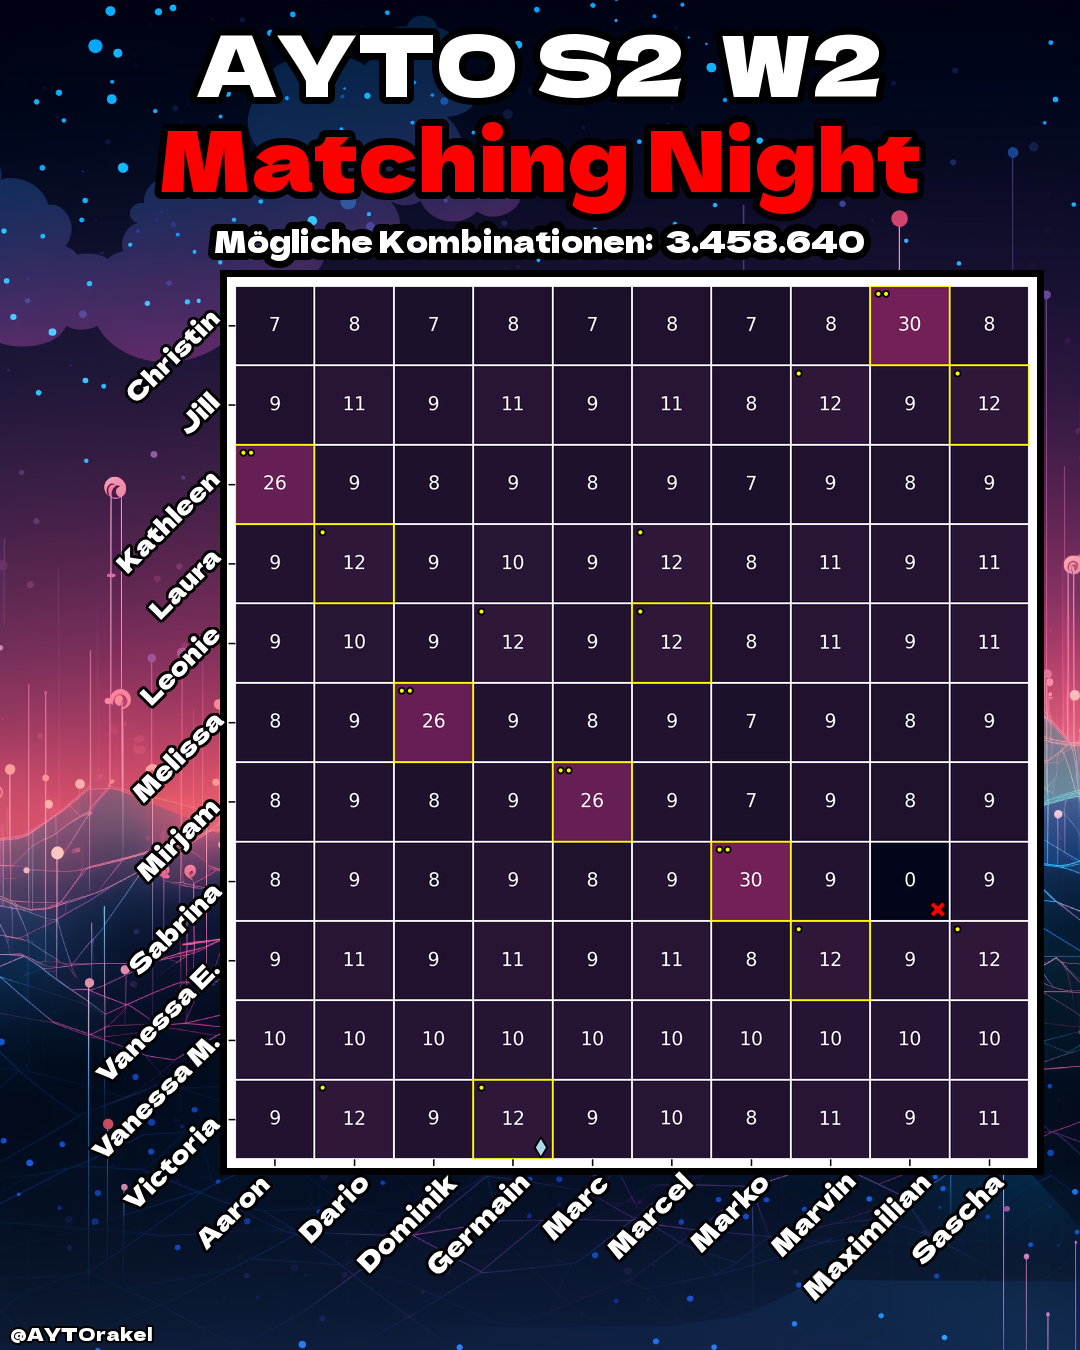 AYTO S2 W2
Matching Night
Mögliche Kombinationen: 3.458.640
Christin 7 8 7 8 7 8 7 8 30 8
Jill 9 11 9 11 9 11 8 12 9 12
Kathleen 26 9 8 9 8 9 7 9 8 9
Laura 9 12 9 10 9 12 8 11 9 11
Leonie 9 10 9 12 9 12 8 11 9 11
Melissa 8 9 26 9 8 9 7 9 8 9
Mirjam 8 9 8 9 26 9 7 9 8 9
Sabrina 8 9 8 9 8 9 30 9 0 9
Vanessa E. 9 11 9 11 9 11 8 12 9 12
Vanessa M. 10 10 10 10 10 10 10 10 10 10
Victoria 9 12 9 12 9 10 8 11 9 11
Aaron Dario Dominik Germain Marc Marcel Marko Marvin Maximilian Sascha
@AYTOrakel